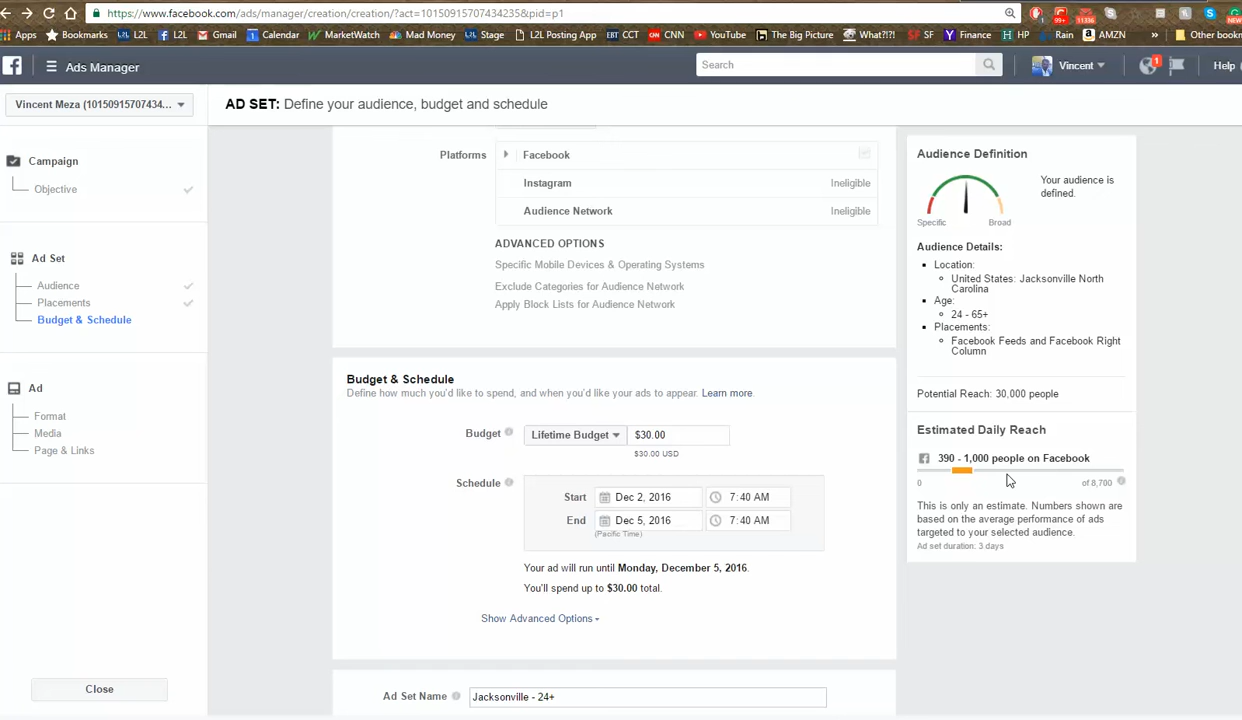 https://www.facebook.com/ads/manager/creation/creation/?act=10150915707434235&pid=p1
99+
11336
1
NEW
Apps
Bookmarks
L2L
L2L
Gmail
Calendar
MarketWatch
Mad Money
Stage
L2L Posting App
EBT CCT
CNN
YouTube
The Big Picture
What?!?!
SF
SF
Finance
HP
Rain
AMZN
»
Other bookm
Ads Manager
Search
Vincent
1
Help
Vincent Meza (10150915707434...
AD SET: Define your audience, budget and schedule
Campaign
Objective
Ad Set
Audience
Placements
Budget & Schedule
Ad
Format
Media
Page & Links
Close
Platforms
Facebook
Instagram
Ineligible
Audience Network
Ineligible
ADVANCED OPTIONS
Specific Mobile Devices & Operating Systems
Exclude Categories for Audience Network
Apply Block Lists for Audience Network
Budget & Schedule
Define how much you'd like to spend, and when you'd like your ads to appear. Learn more.
Budget
Lifetime Budget
$30.00
$30.00 USD
Schedule
Start
Dec 2, 2016
7:40 AM
End
Dec 5, 2016
7:40 AM
(Pacific Time)
Your ad will run until Monday, December 5, 2016.
You'll spend up to $30.00 total.
Show Advanced Options
Ad Set Name
Jacksonville - 24+
Audience Definition
Your audience is
defined.
Specific
Broad
Audience Details:
Location:
United States: Jacksonville North
Carolina
Age:
24 - 65+
Placements:
Facebook Feeds and Facebook Right
Column
Potential Reach: 30,000 people
Estimated Daily Reach
390 - 1,000 people on Facebook
0
of 8,700
This is only an estimate. Numbers shown are
based on the average performance of ads
targeted to your selected audience.
Ad set duration: 3 days